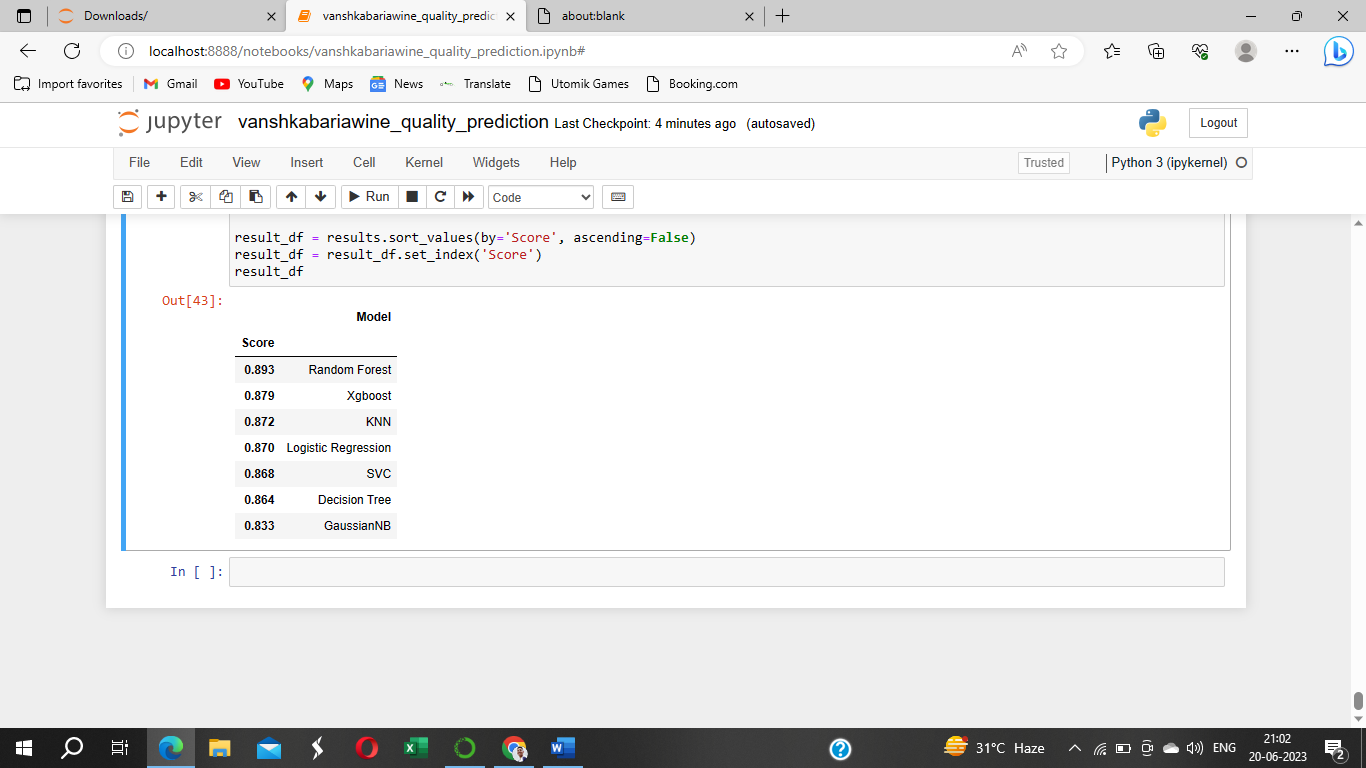 Downloads/
vanshkabariawine_quality_predic
about:blank
localhost:8888/notebooks/vanshkabariawine_quality_prediction.ipynb#
Import favorites
Gmail
YouTube
Maps
News
Translate
Utomik Games
Booking.com
jupyter vanshkabariawine_quality_prediction Last Checkpoint: 4 minutes ago (autosaved)
Logout
File Edit View Insert Cell Kernel Widgets Help
Trusted
Python 3 (ipykernel)
Run
Code
result_df = results.sort_values(by='Score', ascending=False)
result_df = result_df.set_index('Score')
result_df
Out[43]:
Model
Score
0.893 Random Forest
0.879 Xgboost
0.872 KNN
0.870 Logistic Regression
0.868 SVC
0.864 Decision Tree
0.833 GaussianNB
In [ ]:
31°C Haze
ENG
21:02
20-06-2023
2